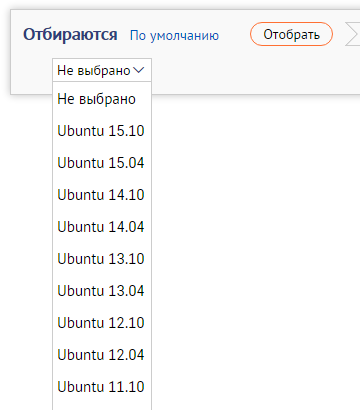 Отбираются По умолчанию Отобрать
Не выбрано
Не выбрано
Ubuntu 15.10
Ubuntu 15.04
Ubuntu 14.10
Ubuntu 14.04
Ubuntu 13.10
Ubuntu 13.04
Ubuntu 12.10
Ubuntu 12.04
Ubuntu 11.10